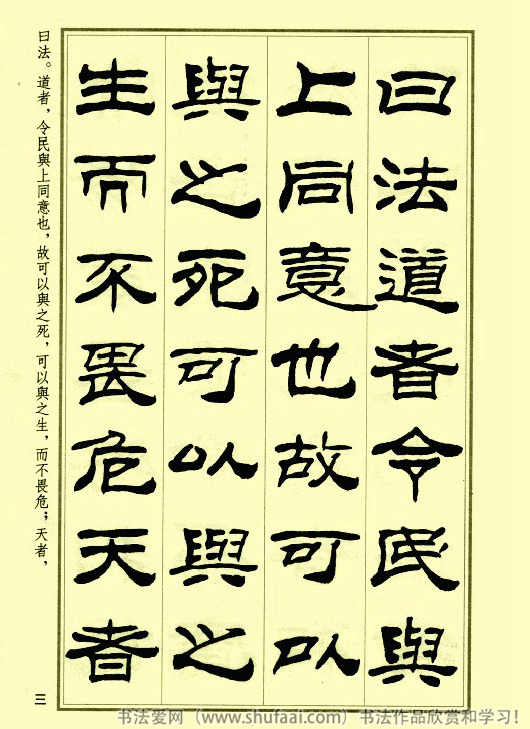 曰法道者令民與
上同意也故可以
與之死可以與之
生而不畏危天者
曰法。道者，令民與上同意也，故可以與之死，可以與之生，而不畏危；天者，
三
书法爱网（www.shufaai.com）书法作品欣赏和学习！